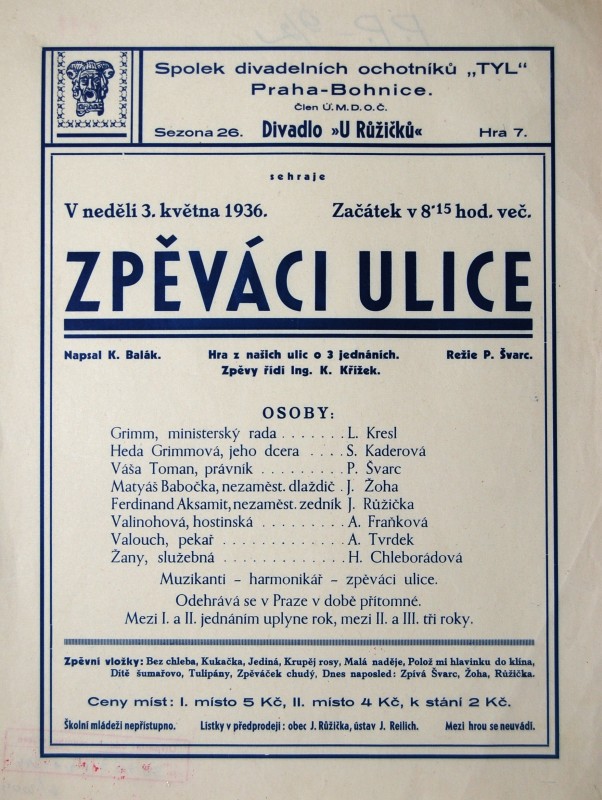 Spolek divadelních ochotníků „TYL"
Praha-Bohnice.
Člen Ú. M. D. O. Č.
Sezona 26. Divadlo »U Růžičků« Hra 7.
sehraje
V neděli 3. května 1936. Začátek v 8·15 hod. več.
ZPĚVÁCI ULICE
Napsal K. Balák. Hra z našich ulic o 3 jednáních. Režie P. Švarc.
Zpěvy řídí Ing. K. Křížek.
OSOBY:
Grimm, ministerský rada . . . . . . . L. Kresl
Heda Grimmová, jeho dcera . . . . S. Kaderová
Váša Toman, právník . . . . . . . . . P. Švarc
Matyáš Babočka, nezaměst. dlaždič . J. Žoha
Ferdinand Aksamit, nezaměst. zedník J. Růžička
Valinohová, hostinská . . . . . . . . . A. Fraňková
Valouch, pekař . . . . . . . . . . . . . A. Tvrdek
Žany, služebná . . . . . . . . . . . . . H. Chleborádová
Muzikanti – harmonikář – zpěváci ulice.
Odehrává se v Praze v době přítomné.
Mezi I. a II. jednáním uplyne rok, mezi II. a III. tři roky.
Zpěvní vložky: Bez chleba, Kukačka, Jediná, Krupěj rosy, Malá naděje, Polož mi hlavinku do klína,
Dítě šumařovo, Tulipány, Zpěváček chudý, Dnes naposled: Zpívá Švarc, Žoha, Růžička.
Ceny míst: I. místo 5 Kč, II. místo 4 Kč, k stání 2 Kč.
Školní mládeži nepřístupno. Lístky v předprodeji: obec J. Růžička, ústav J. Reilich. Mezi hrou se neuvádí.